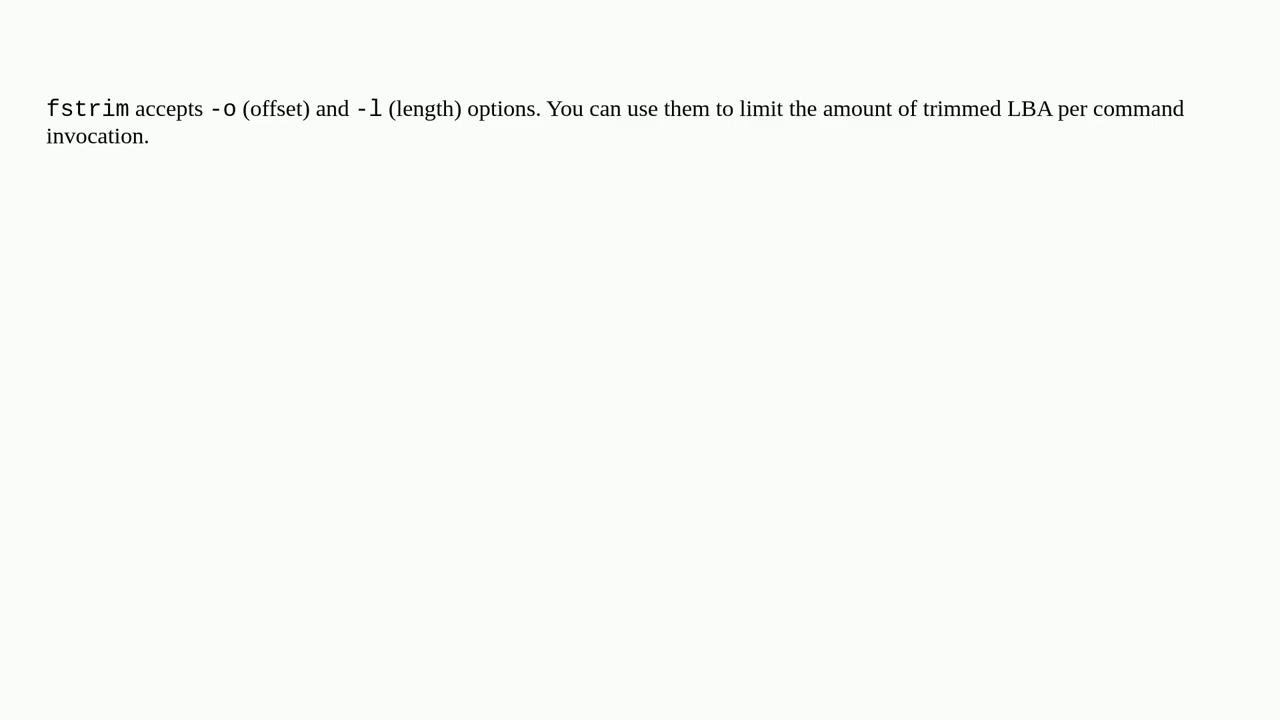 fstrim accepts -o (offset) and -l (length) options. You can use them to limit the amount of trimmed LBA per command
invocation.